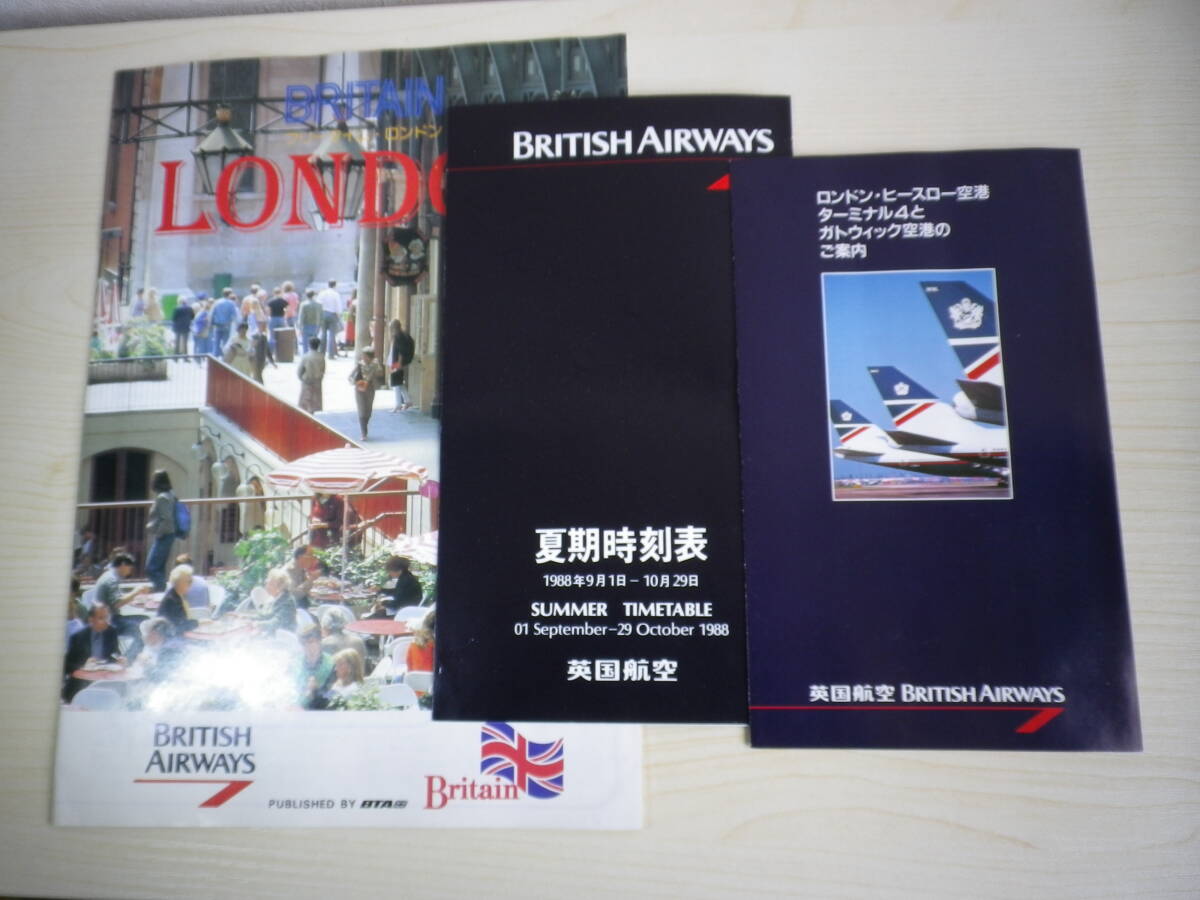 BRITAIN
ロンドン
LONDO
BRITISH
AIRWAYS
PUBLISHED BY BTA
Britain
BRITISH AIRWAYS
夏期時刻表
1988年9月1日－10月29日
SUMMER TIMETABLE
01 September–29 October 1988
英国航空
ロンドン・ヒースロー空港
ターミナル4と
ガトウィック空港の
ご案内
英国航空 BRITISH AIRWAYS